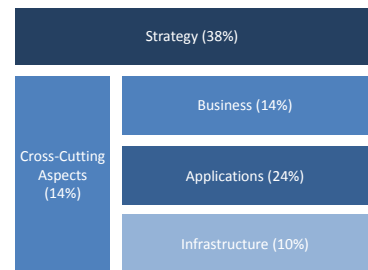 Strategy (38%)
Cross-Cutting
Aspects
(14%)
Business (14%)
Applications (24%)
Infrastructure (10%)